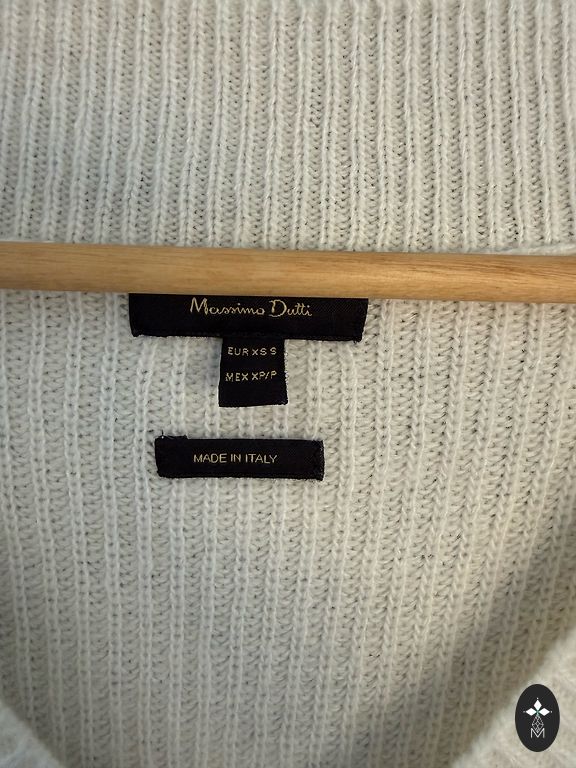 Massimo Dutti
EUR XS S
MEX XP/P
MADE IN ITALY
M